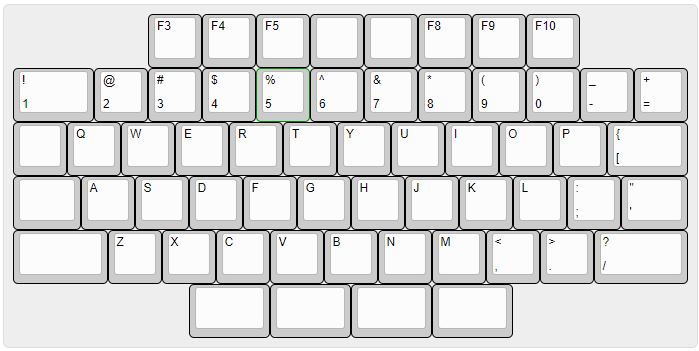 F3 F4 F5 F8 F9 F10
! @ # $ % ^ & * ( ) _ +
1 2 3 4 5 6 7 8 9 0 - =
Q W E R T Y U I O P {
[
A S D F G H J K L : "
; '
Z X C V B N M < > ?
, . /